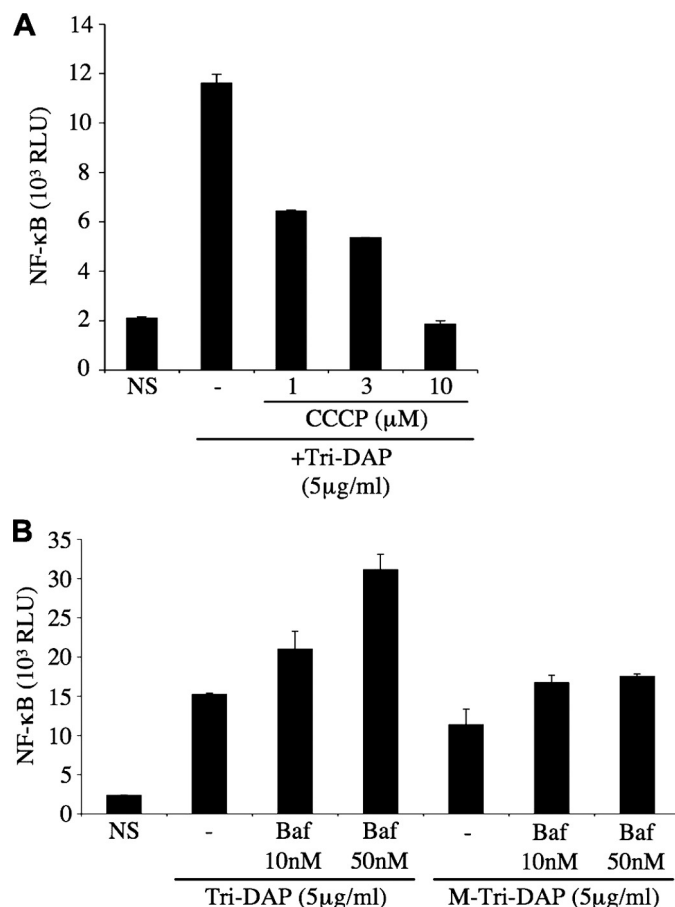 A
NF-κB (10³ RLU)
14
12
10
8
6
4
2
0
NS - 1 3 10
CCCP (µM)
+Tri-DAP
(5µg/ml)
B
NF-κB (10³ RLU)
35
30
25
20
15
10
5
0
NS - Baf Baf - Baf Baf
10nM 50nM 10nM 50nM
Tri-DAP (5µg/ml) M-Tri-DAP (5µg/ml)